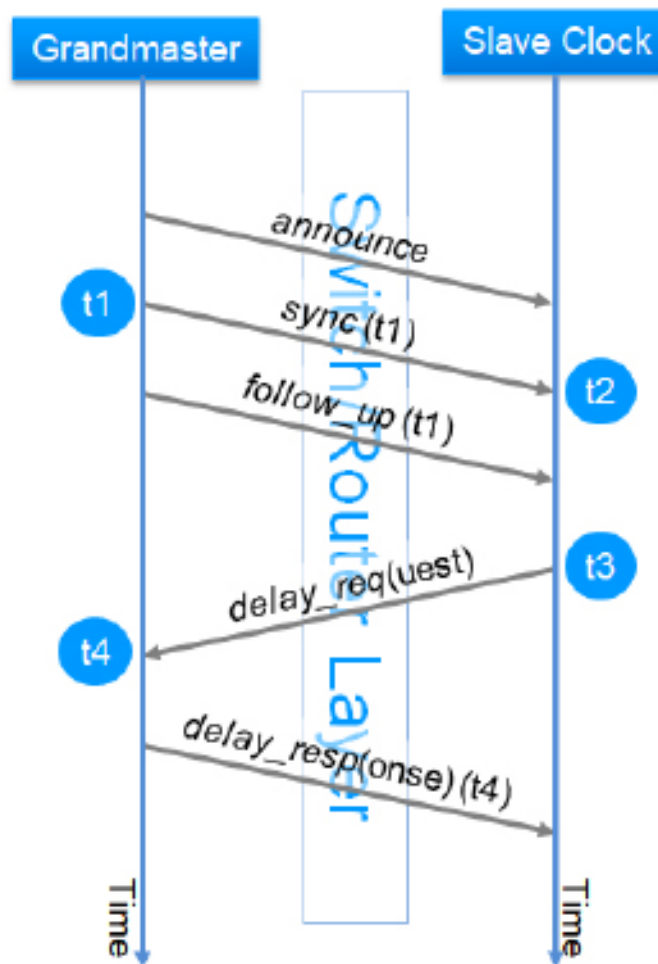 Grandmaster
Slave Clock
Switch/Router Layer
announce
t1
sync (t1)
t2
follow_up (t1)
t3
delay_req(uest)
t4
delay_resp(onse) (t4)
Time
Time